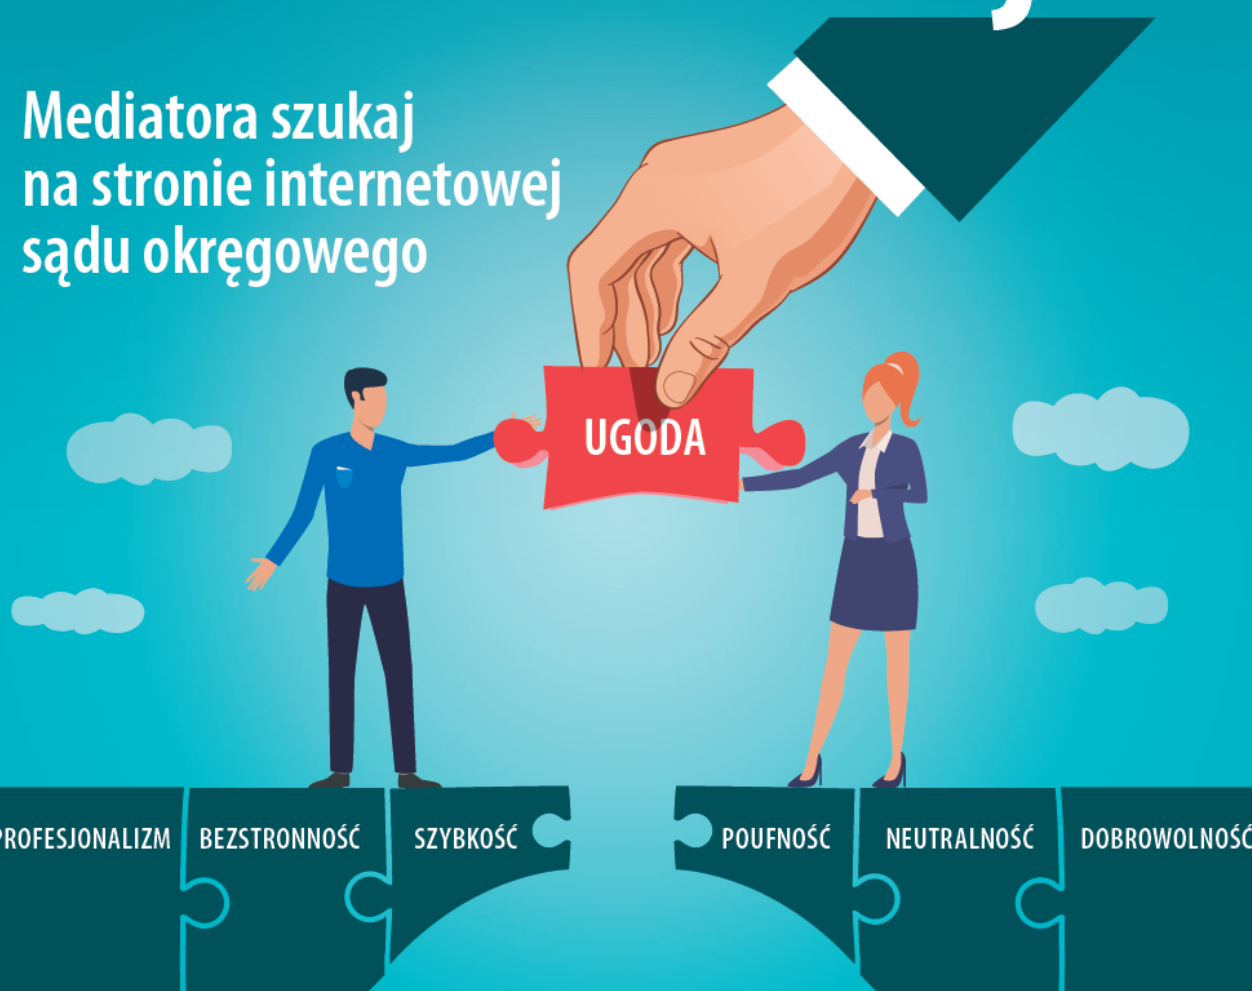 Mediatora szukaj
na stronie internetowej
sądu okręgowego
UGODA
PROFESJONALIZM
BEZSTRONNOŚĆ
SZYBKOŚĆ
POUFNOŚĆ
NEUTRALNOŚĆ
DOBROWOLNOŚĆ